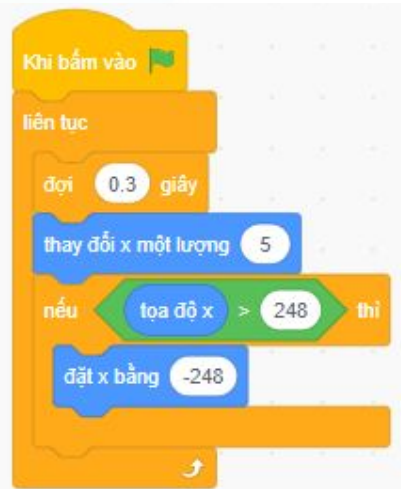 Khi bấm vào
liên tục
đợi 0.3 giây
thay đổi x một lượng 5
nếu tọa độ x > 248 thì
đặt x bằng -248